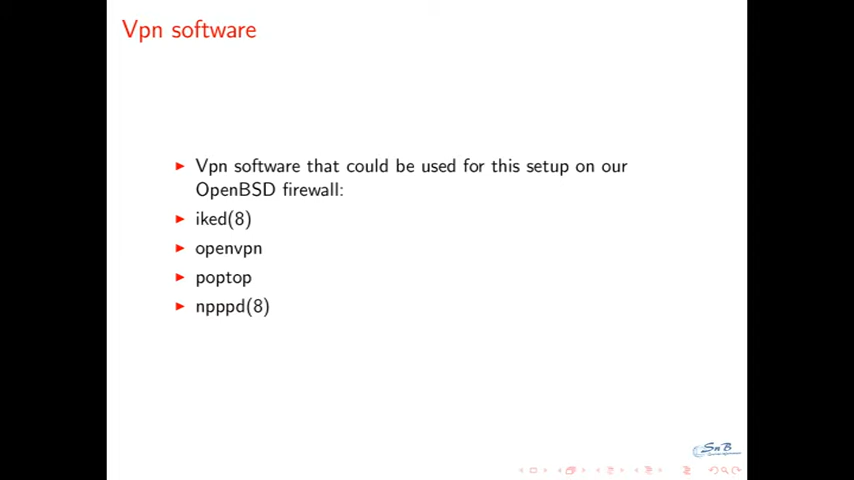 Vpn software
Vpn software that could be used for this setup on our
OpenBSD firewall:
iked(8)
openvpn
poptop
npppd(8)
SnB